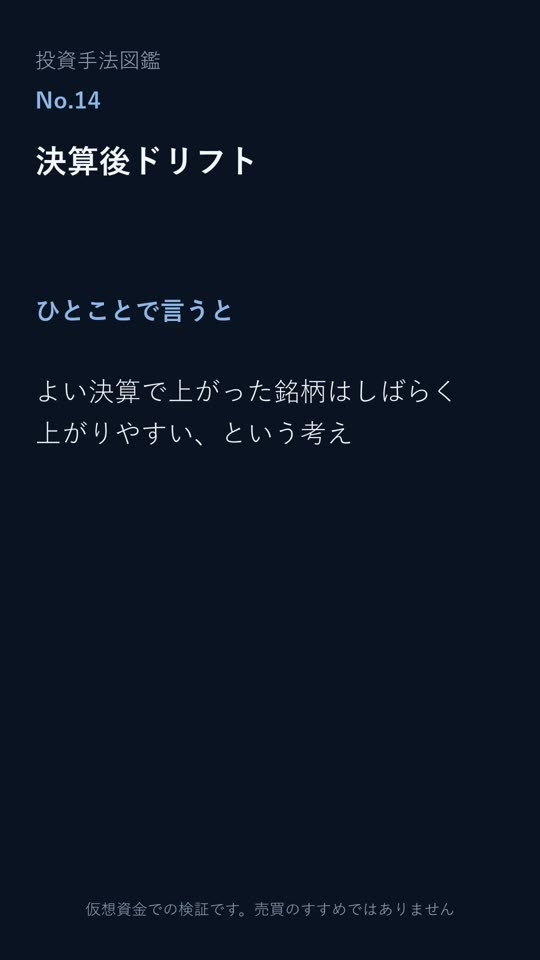 投資手法図鑑
No.14
決算後ドリフト
ひとことで言うと
よい決算で上がった銘柄はしばらく
上がりやすい、という考え
仮想資金での検証です。売買のすすめではありません